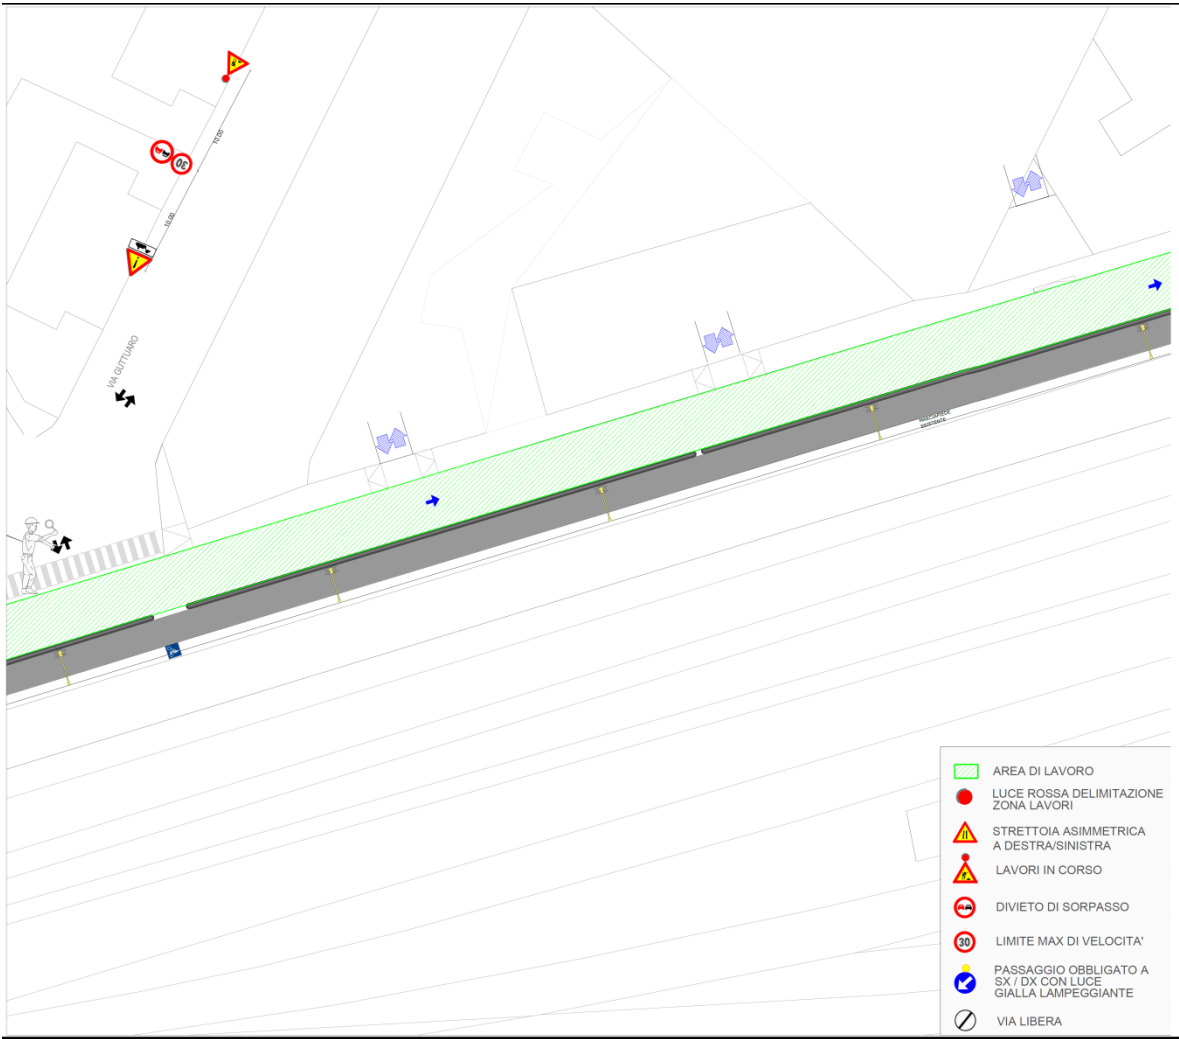 10.00
30
10.00
VIA GUTTUARO
MARCIAPIEDE
ESISTENTE
AREA DI LAVORO
LUCE ROSSA DELIMITAZIONE
ZONA LAVORI
STRETTOIA ASIMMETRICA
A DESTRA/SINISTRA
LAVORI IN CORSO
DIVIETO DI SORPASSO
30
LIMITE MAX DI VELOCITA'
PASSAGGIO OBBLIGATO A
SX / DX CON LUCE
GIALLA LAMPEGGIANTE
VIA LIBERA